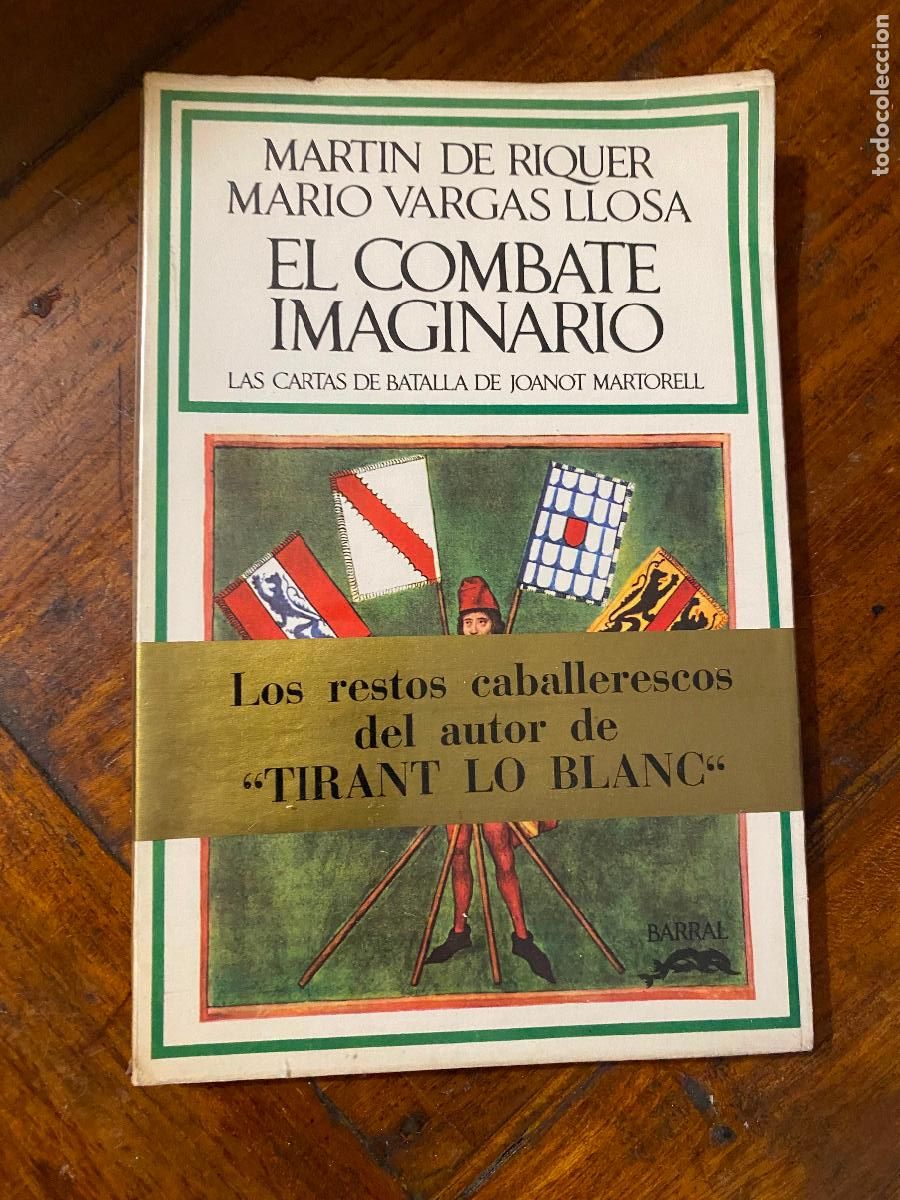 MARTIN DE RIQUER
MARIO VARGAS LLOSA
EL COMBATE
IMAGINARIO
LAS CARTAS DE BATALLA DE JOANOT MARTORELL
Los restos caballerescos
del autor de
“TIRANT LO BLANC“
BARRAL
todocoleccion